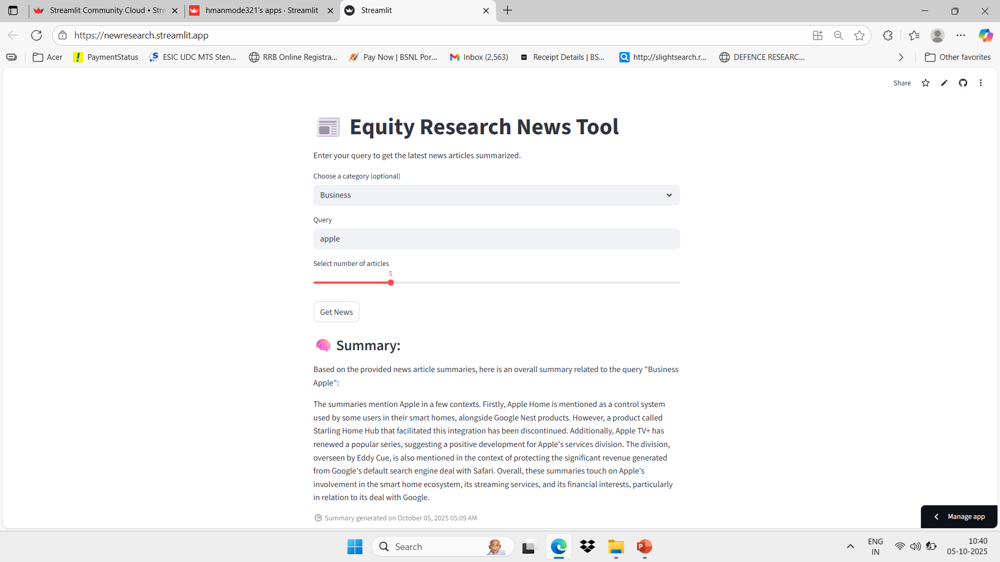 Streamlit Community Cloud • Stre
hmanmode321's apps · Streamlit
Streamlit
https://newresearch.streamlit.app
Acer
PaymentStatus
ESIC UDC MTS Sten...
RRB Online Registra...
Pay Now | BSNL Por...
Inbox (2,563)
Receipt Details | BS...
http://slightsearch.r...
DEFENCE RESEARC...
Other favorites
Share
Equity Research News Tool
Enter your query to get the latest news articles summarized.
Choose a category (optional)
Business
Query
apple
Select number of articles
5
Get News
Summary:
Based on the provided news article summaries, here is an overall summary related to the query "Business
Apple":
The summaries mention Apple in a few contexts. Firstly, Apple Home is mentioned as a control system
used by some users in their smart homes, alongside Google Nest products. However, a product called
Starling Home Hub that facilitated this integration has been discontinued. Additionally, Apple TV+ has
renewed a popular series, suggesting a positive development for Apple's services division. The division,
overseen by Eddy Cue, is also mentioned in the context of protecting the significant revenue generated
from Google's default search engine deal with Safari. Overall, these summaries touch on Apple's
involvement in the smart home ecosystem, its streaming services, and its financial interests, particularly
in relation to its deal with Google.
Summary generated on October 05, 2025 05:09 AM
Manage app
Search
ENG
IN
10:40
05-10-2025